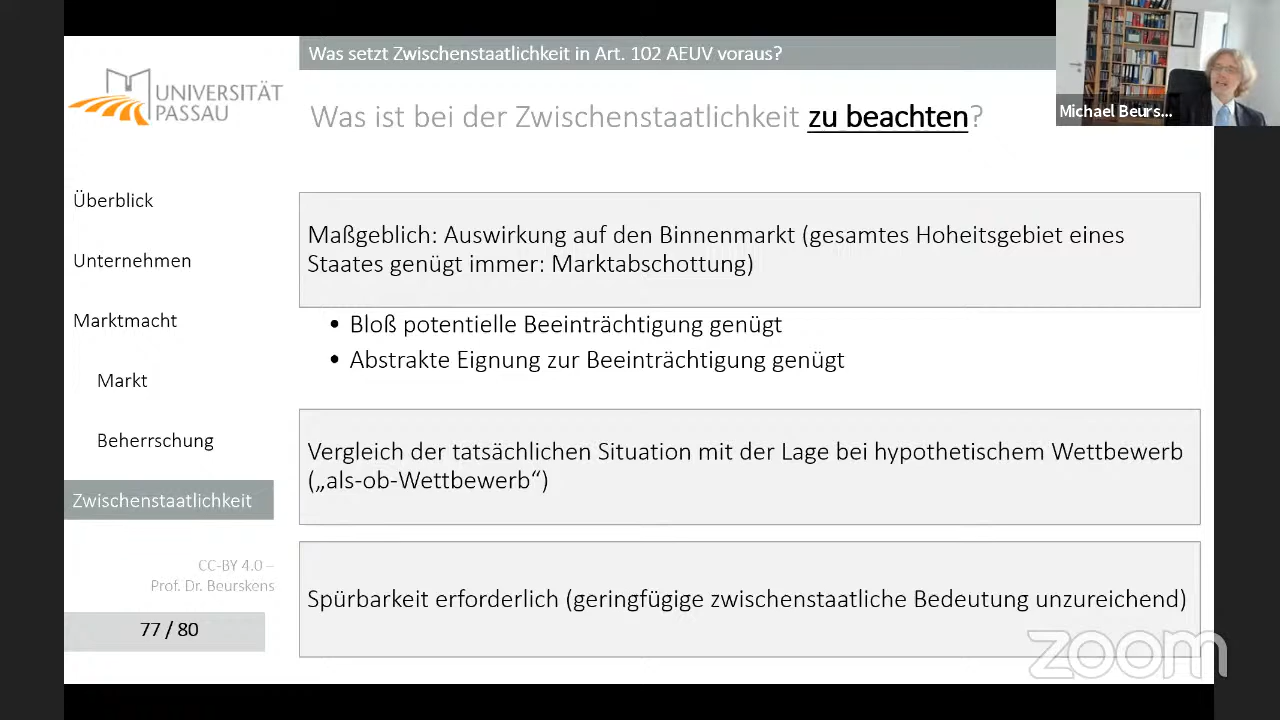 Was setzt Zwischenstaatlichkeit in Art. 102 AEUV voraus?
UNIVERSITÄT
PASSAU
Was ist bei der Zwischenstaatlichkeit zu beachten?
Michael Beurs...
Überblick
Unternehmen
Marktmacht
Markt
Beherrschung
Zwischenstaatlichkeit
CC-BY 4.0 –
Prof. Dr. Beurskens
77 / 80
Maßgeblich: Auswirkung auf den Binnenmarkt (gesamtes Hoheitsgebiet eines
Staates genügt immer: Marktabschottung)
• Bloß potentielle Beeinträchtigung genügt
• Abstrakte Eignung zur Beeinträchtigung genügt
Vergleich der tatsächlichen Situation mit der Lage bei hypothetischem Wettbewerb
(„als-ob-Wettbewerb“)
Spürbarkeit erforderlich (geringfügige zwischenstaatliche Bedeutung unzureichend)
zoom